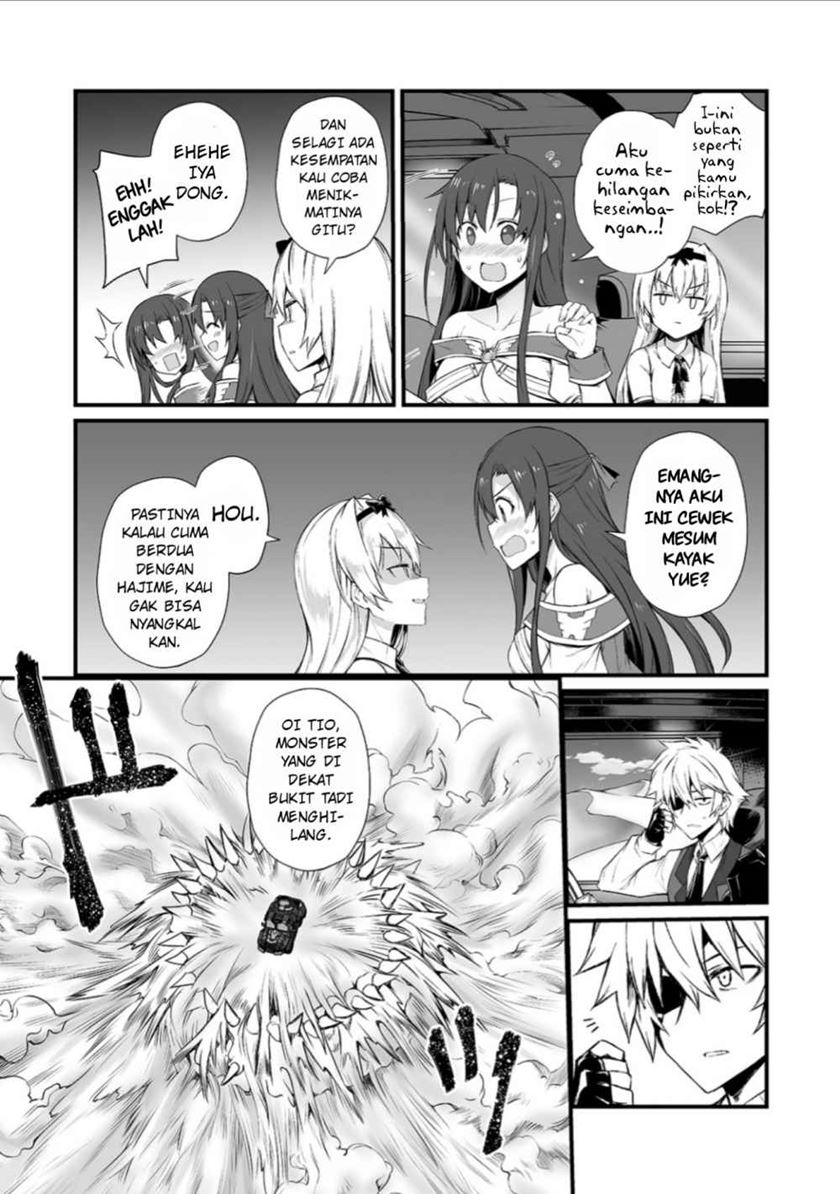 I-ini
bukan
seperti
yang
kamu
pikirkan,
kok!?
Aku
cuma ke-
hilangan
keseimba-
ngan..!
DAN
SELAGI ADA
KESEMPATAN
KAU COBA
MENIK-
MATINYA
GITU?
EHEHE
IYA
DONG.
EHH!
ENGGAK
LAH!
EMANG-
NYA AKU
INI CEWEK
MESUM
KAYAK
YUE?
HOU.
PASTINYA
KALAU CUMA
BERDUA
DENGAN
HAJIME, KAU
GAK BISA
NYANGKAL
KAN.
OI TIO,
MONSTER
YANG DI
DEKAT
BUKIT TADI
MENGHI-
LANG.